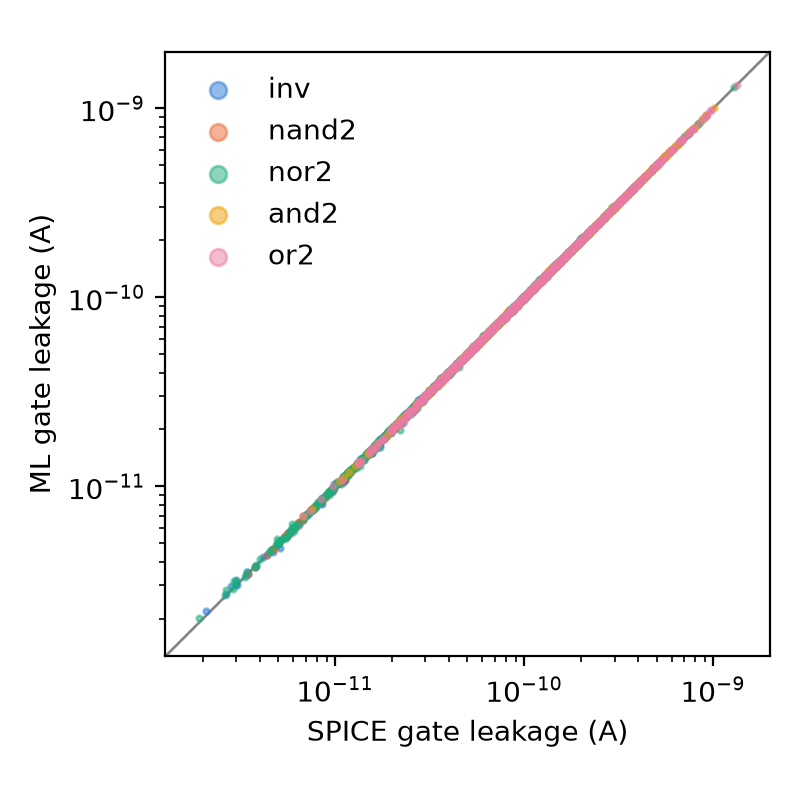 inv
nand2
nor2
and2
or2
10⁻⁹
10⁻¹⁰
10⁻¹¹
ML gate leakage (A)
10⁻¹¹ 10⁻¹⁰ 10⁻⁹
SPICE gate leakage (A)